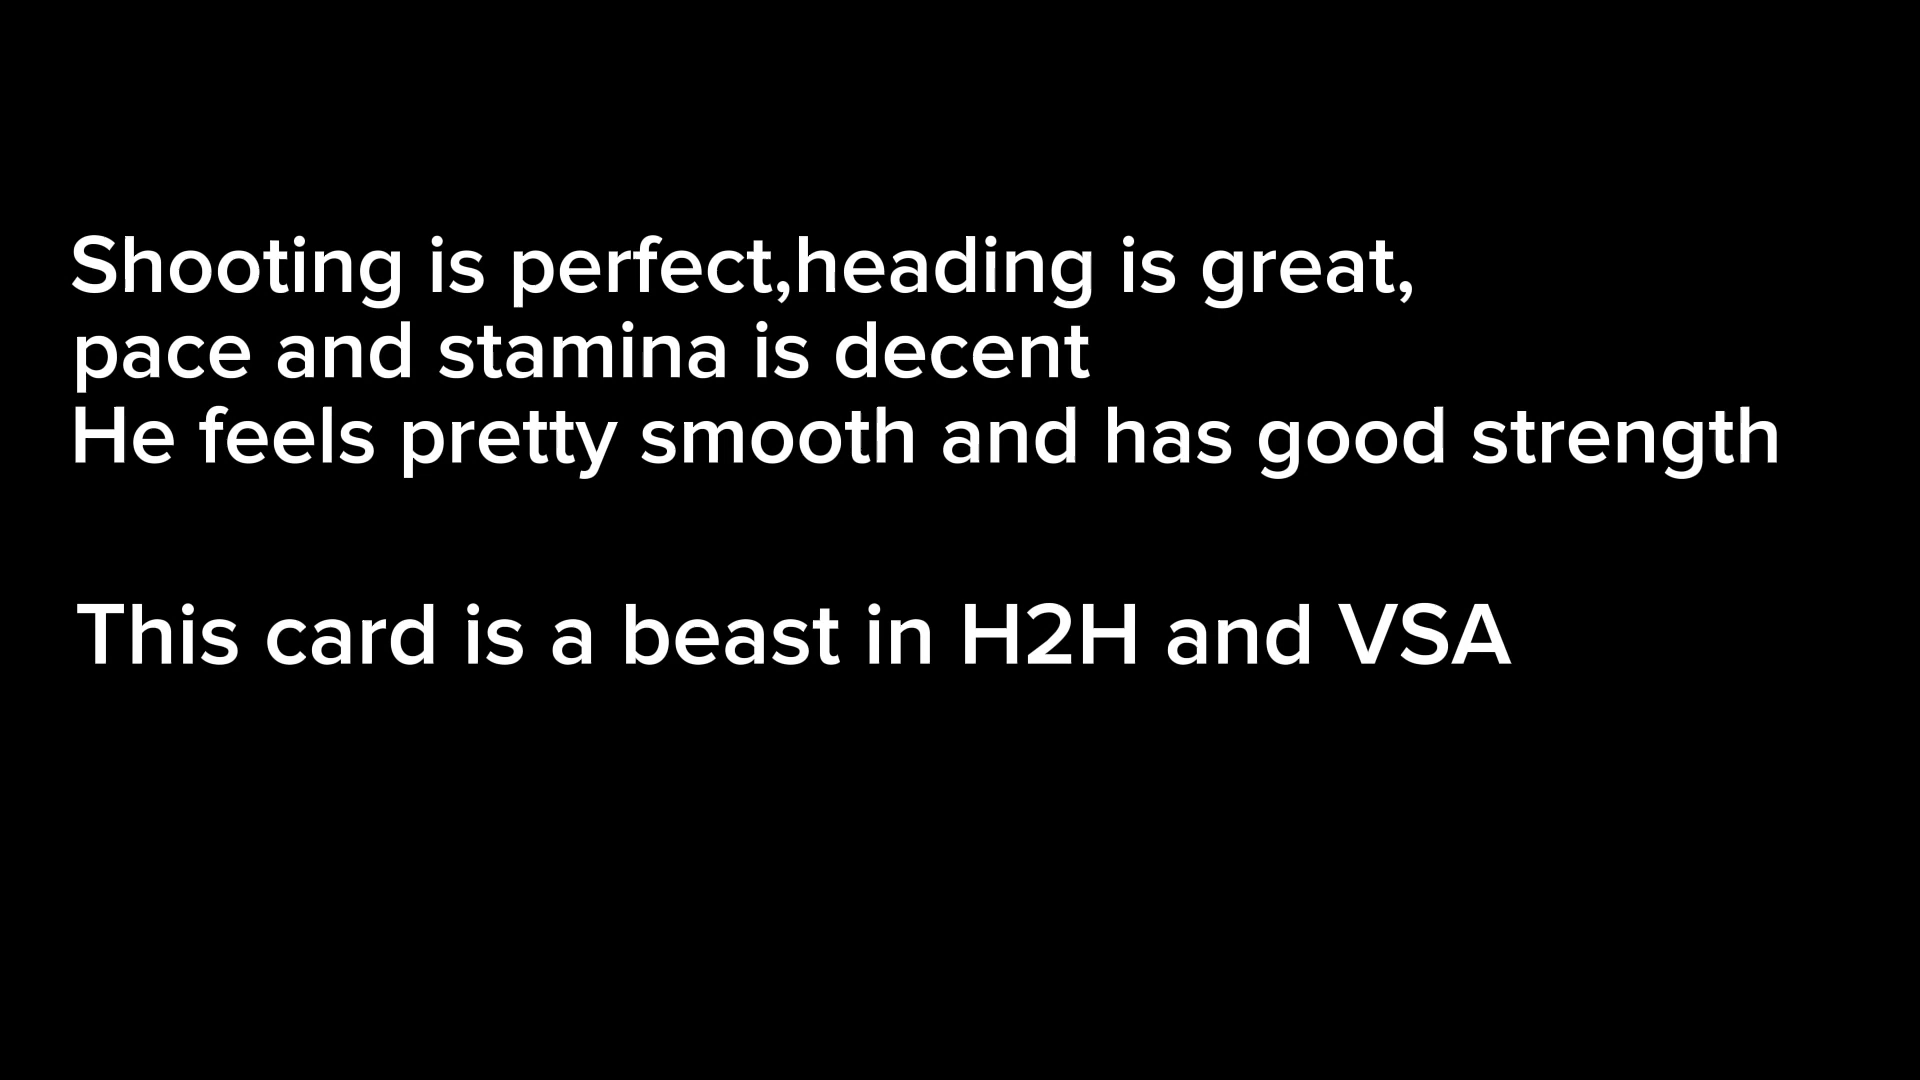 Shooting is perfect,heading is great,
pace and stamina is decent
He feels pretty smooth and has good strength
This card is a beast in H2H and VSA